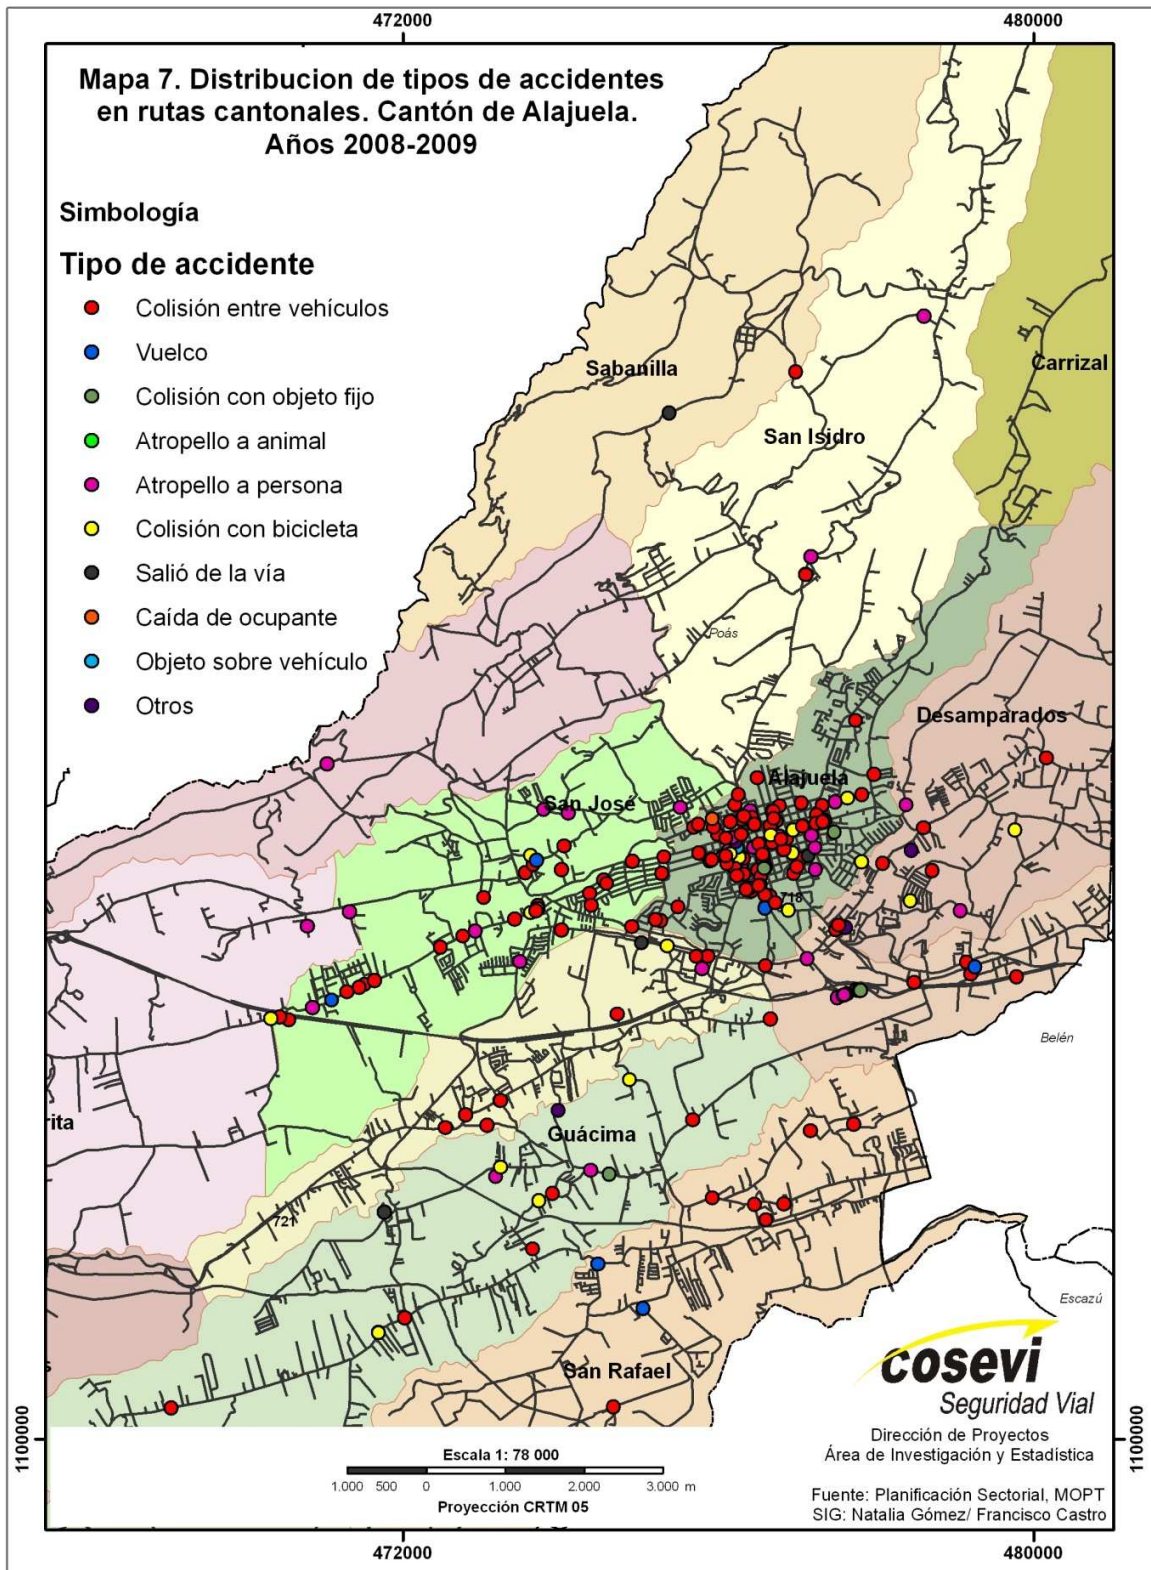 472000
480000
Mapa 7. Distribucion de tipos de accidentes
en rutas cantonales. Cantón de Alajuela.
Años 2008-2009
Simbología
Tipo de accidente
Colisión entre vehículos
Vuelco
Colisión con objeto fijo
Atropello a animal
Atropello a persona
Colisión con bicicleta
Salió de la vía
Caída de ocupante
Objeto sobre vehículo
Otros
Sabanilla
Carrizal
San Isidro
Poás
Desamparados
Alajuela
San José
718
Belén
rita
Guácima
721
Escazú
s
San Rafael
cosevi
Seguridad Vial
Dirección de Proyectos
Área de Investigación y Estadística
Escala 1: 78 000
1.000 500 0 1.000 2.000 3.000 m
Proyección CRTM 05
Fuente: Planificación Sectorial, MOPT
SIG: Natalia Gómez/ Francisco Castro
1100000
1100000
472000
480000